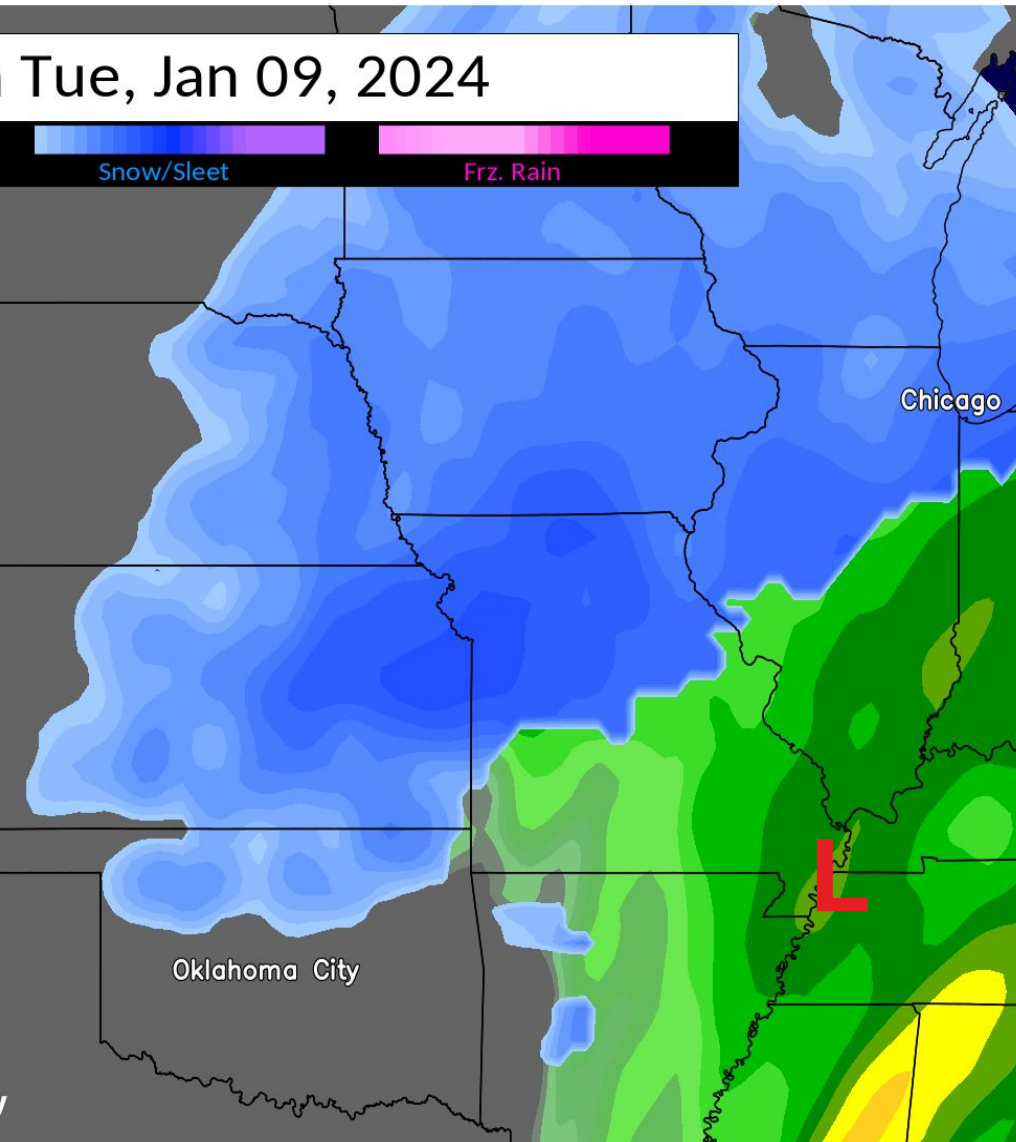 Tue, Jan 09, 2024
Snow/Sleet Frz. Rain
Chicago
L
Oklahoma City